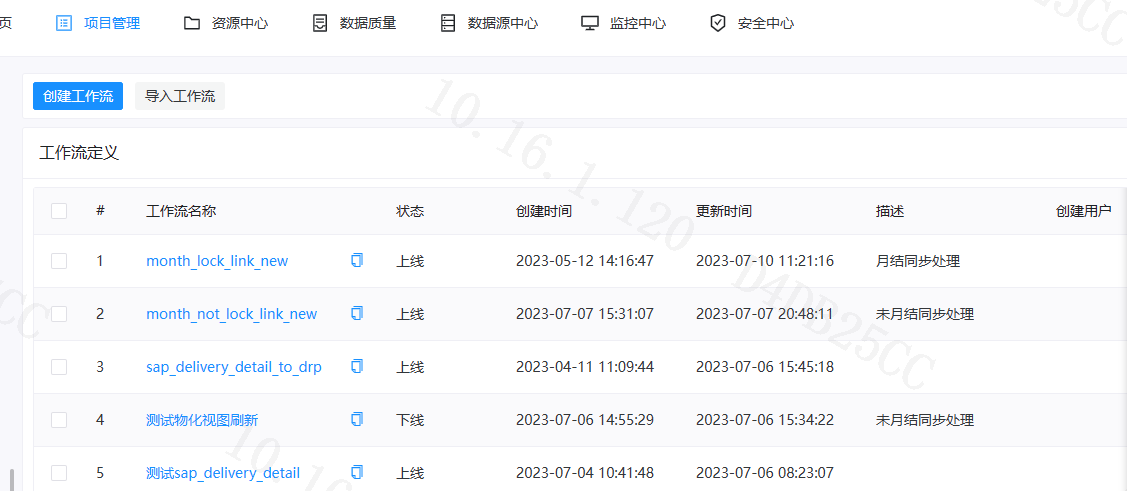 页 项目管理 资源中心 数据质量 数据源中心 监控中心 安全中心
创建工作流 导入工作流
工作流定义
# 工作流名称 状态 创建时间 更新时间 描述 创建用户
1 month_lock_link_new 上线 2023-05-12 14:16:47 2023-07-10 11:21:16 月结同步处理
2 month_not_lock_link_new 上线 2023-07-07 15:31:07 2023-07-07 20:48:11 未月结同步处理
3 sap_delivery_detail_to_drp 上线 2023-04-11 11:09:44 2023-07-06 15:45:18
4 测试物化视图刷新 下线 2023-07-06 14:55:29 2023-07-06 15:34:22 未月结同步处理
5 测试sap_delivery_detail 上线 2023-07-04 10:41:48 2023-07-06 08:23:07
10.16.1.120
D4DB25CC
25CC
CC
10.16